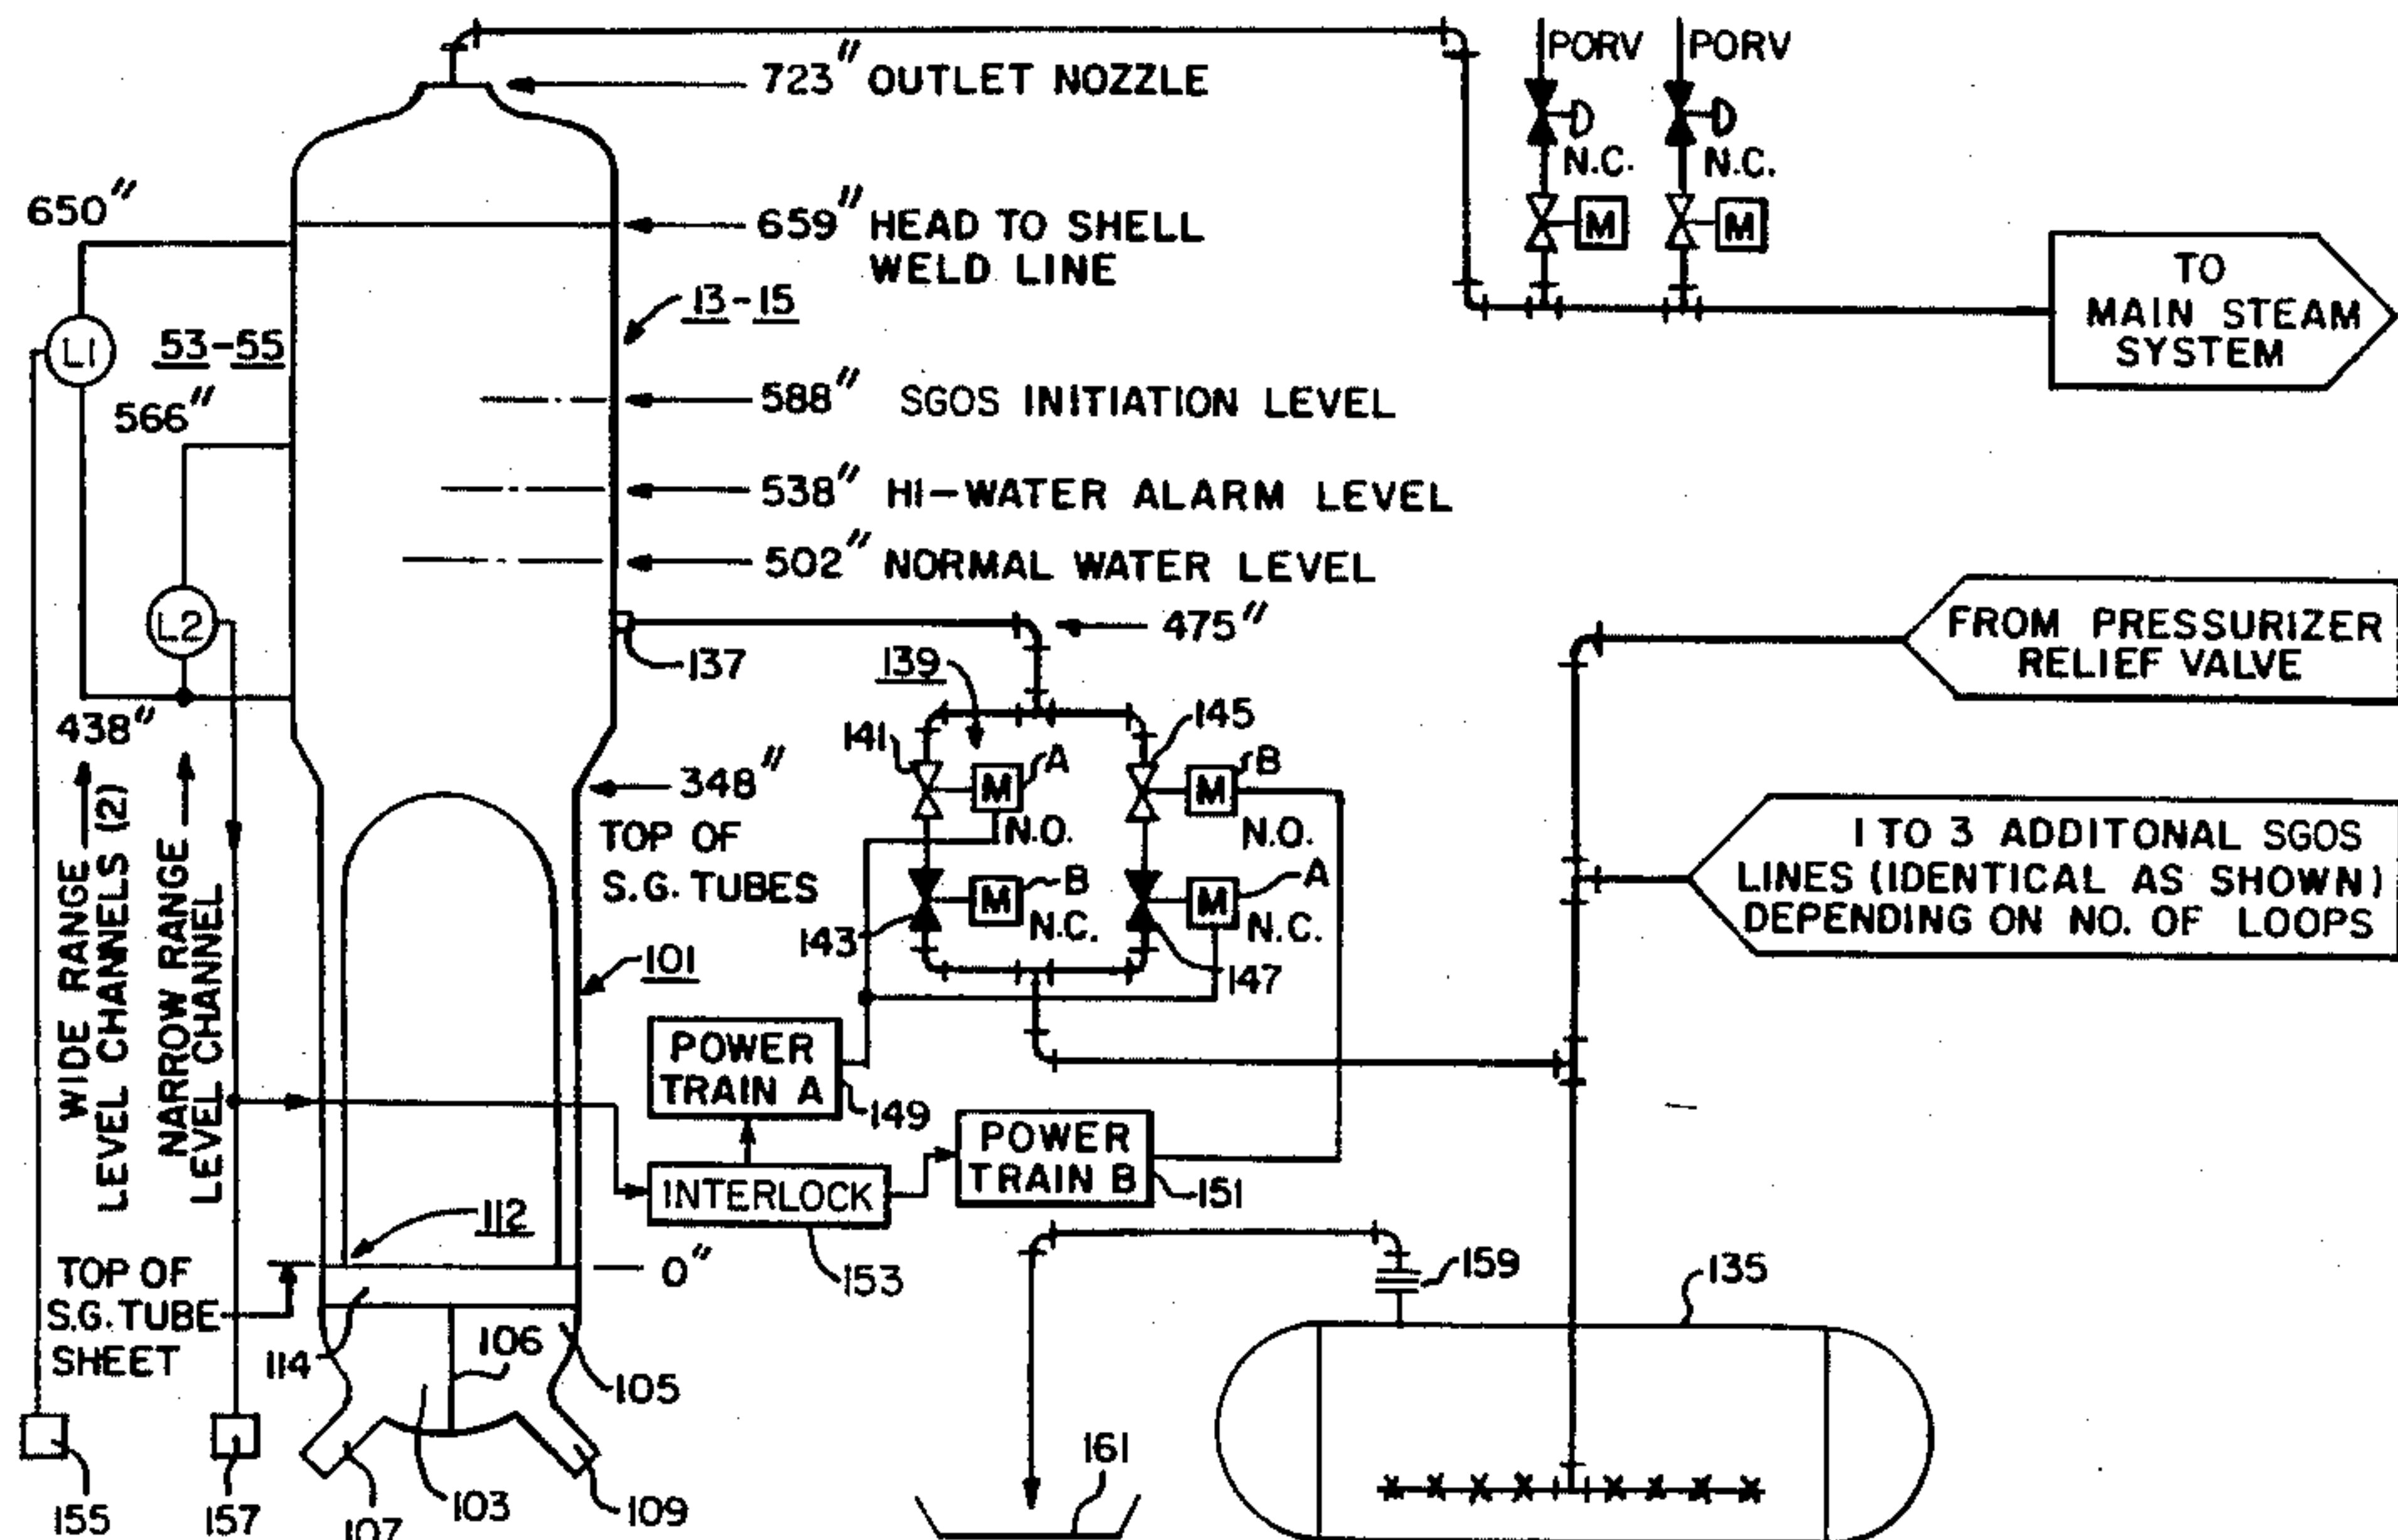 723" OUTLET NOZZLE
PORV
PORV
D
D
N.C.
N.C.
M
M
650"
659" HEAD TO SHELL
WELD LINE
TO
MAIN STEAM
SYSTEM
13-15
L1
53-55
566"
588" SGOS INITIATION LEVEL
538" HI-WATER ALARM LEVEL
502" NORMAL WATER LEVEL
L2
475"
137
139
FROM PRESSURIZER
RELIEF VALVE
438"
141
A
M
N.O.
145
B
M
N.O.
348"
TOP OF
S.G. TUBES
B
M
N.C.
143
A
M
N.C.
147
1 TO 3 ADDITONAL SGOS
LINES (IDENTICAL AS SHOWN)
DEPENDING ON NO. OF LOOPS
WIDE RANGE
LEVEL CHANNELS (2)
NARROW RANGE
LEVEL CHANNEL
101
POWER
TRAIN A
149
POWER
TRAIN B
151
INTERLOCK
153
112
0"
TOP OF
S.G. TUBE
SHEET
114
106
105
159
135
155
157
107
103
109
161